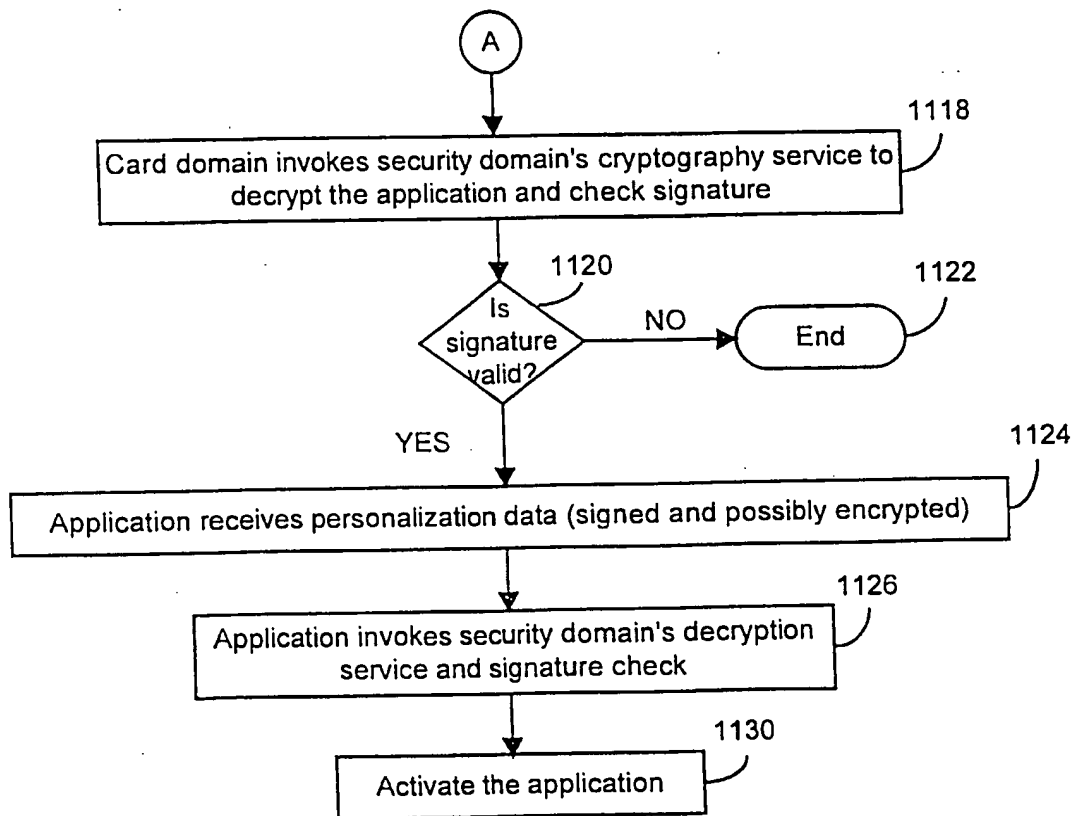 A
1118
Card domain invokes security domain's cryptography service to
decrypt the application and check signature
1120
Is
signature
valid?
NO
1122
End
YES
1124
Application receives personalization data (signed and possibly encrypted)
1126
Application invokes security domain's decryption
service and signature check
1130
Activate the application